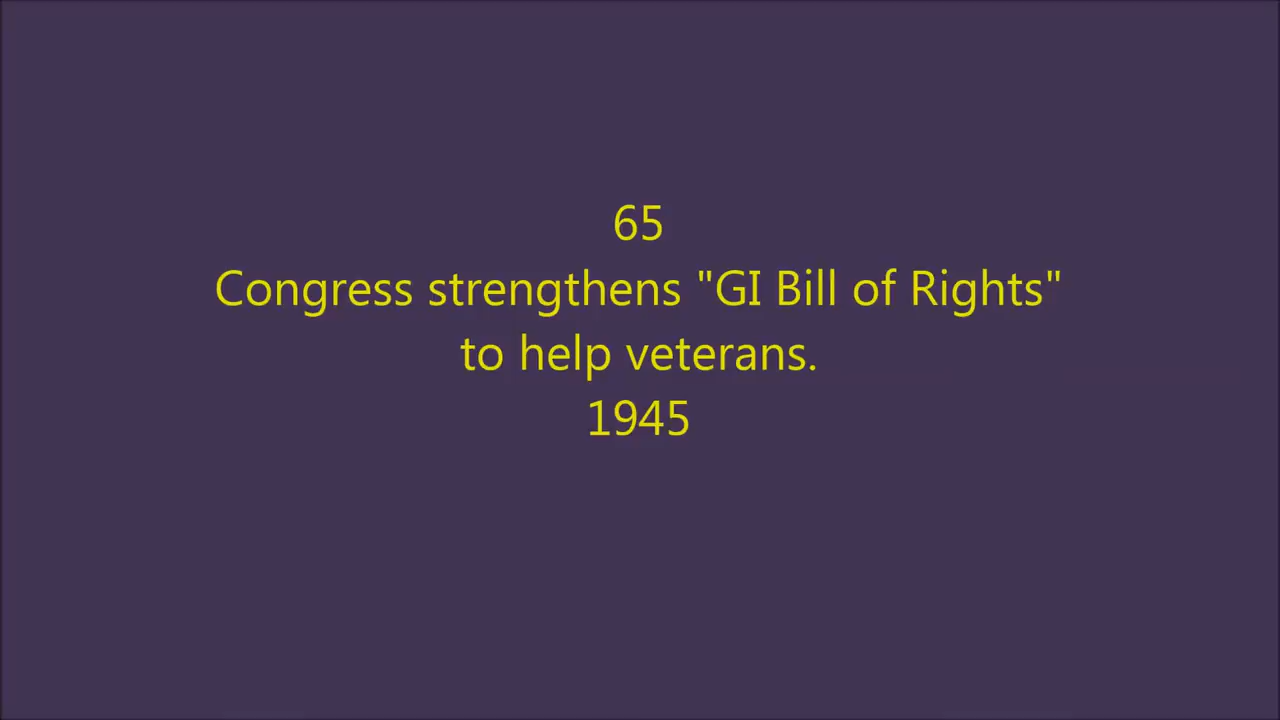 65
Congress strengthens "GI Bill of Rights"
to help veterans.
1945